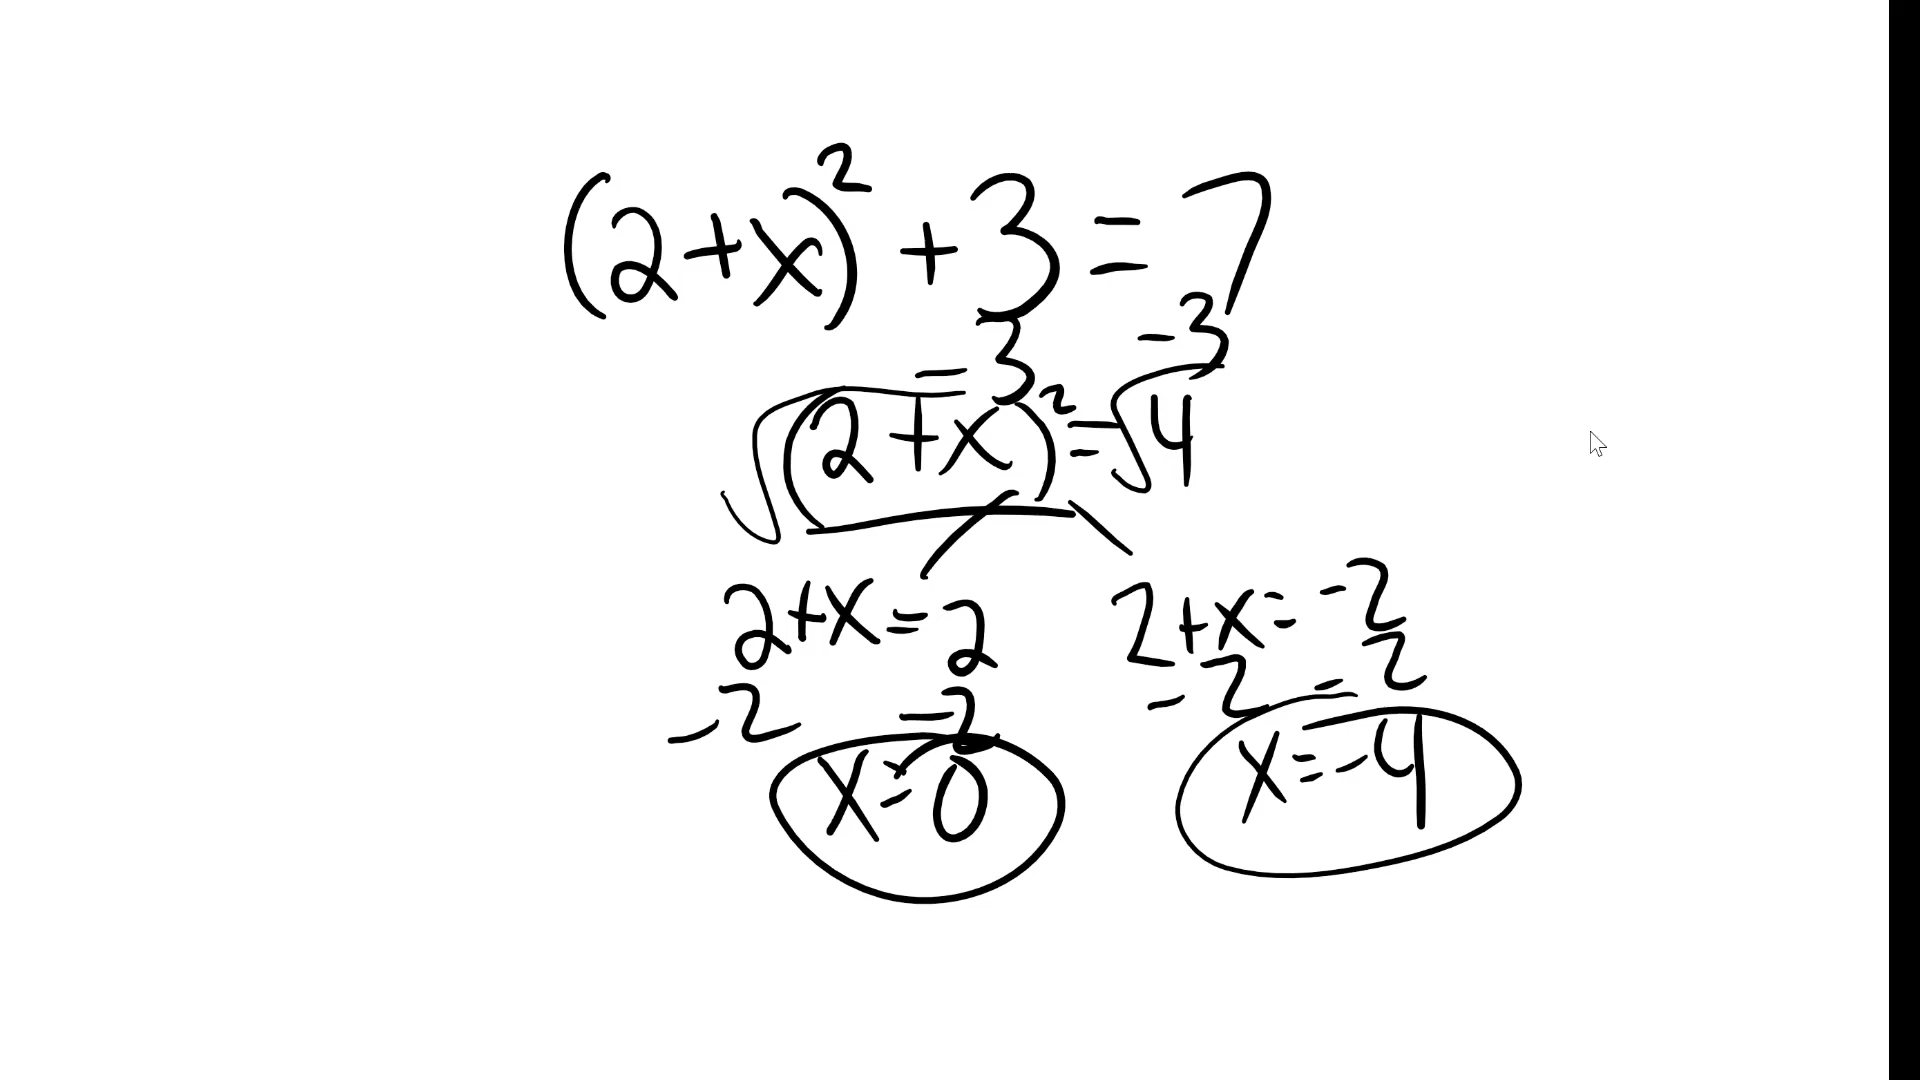 (2+x)² + 3 = 7
-3 -3
√(2+x)² = √4
2+x=2 2+x=-2
-2 -2 -2 -2
x=0 x=-4